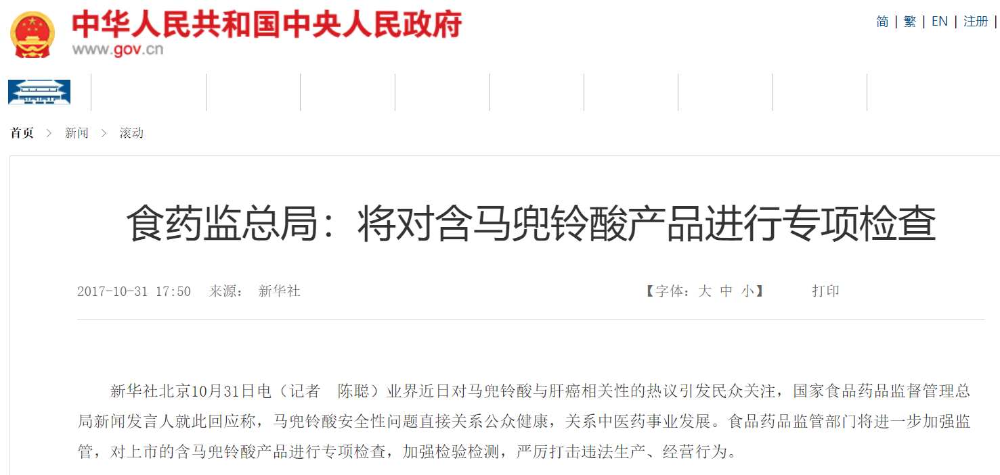 中华人民共和国中央人民政府
www.gov.cn
简 | 繁 | EN | 注册 |
首页 > 新闻 > 滚动
食药监总局：将对含马兜铃酸产品进行专项检查
2017-10-31 17:50 来源： 新华社 【字体：大 中 小】 打印
新华社北京10月31日电（记者 陈聪）业界近日对马兜铃酸与肝癌相关性的热议引发民众关注，国家食品药品监督管理总
局新闻发言人就此回应称，马兜铃酸安全性问题直接关系公众健康，关系中医药事业发展。食品药品监管部门将进一步加强监
管，对上市的含马兜铃酸产品进行专项检查，加强检验检测，严厉打击违法生产、经营行为。